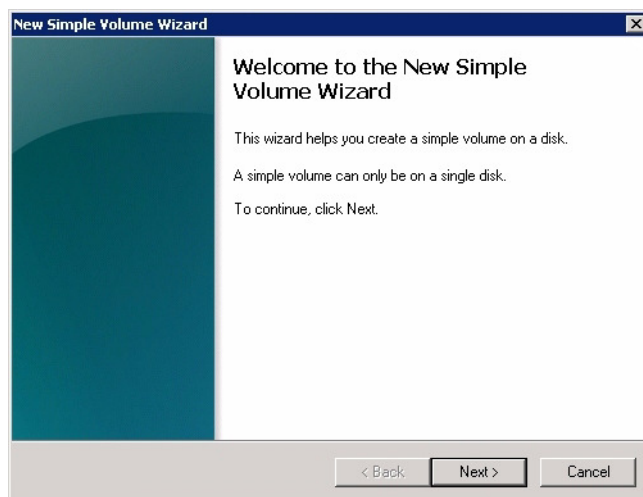 New Simple Volume Wizard
Welcome to the New Simple
Volume Wizard
This wizard helps you create a simple volume on a disk.
A simple volume can only be on a single disk.
To continue, click Next.
< Back
Next >
Cancel